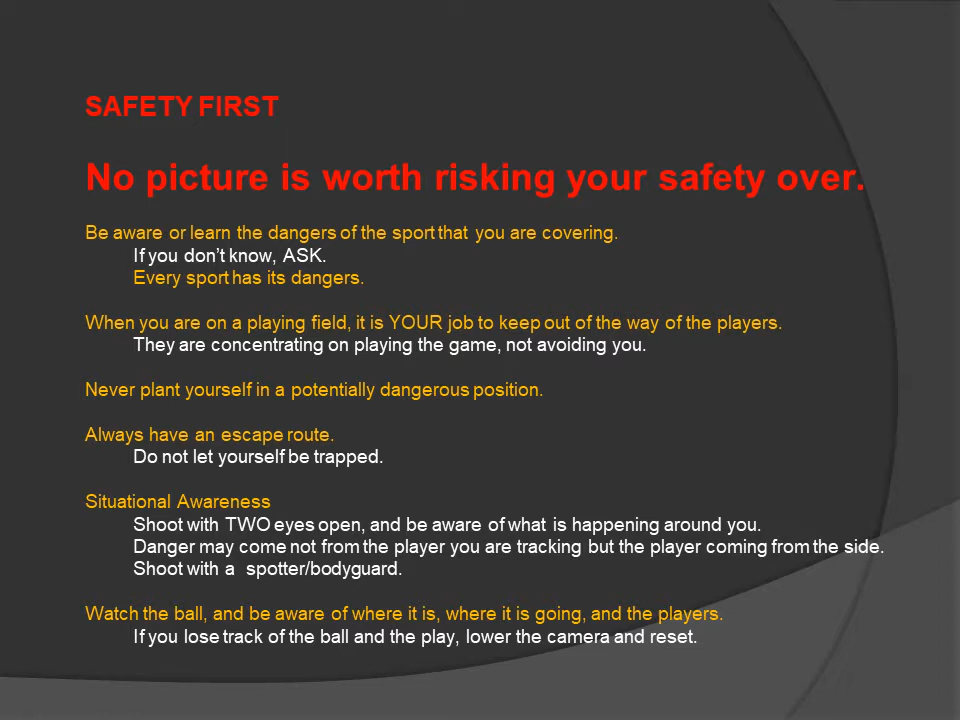 SAFETY FIRST
No picture is worth risking your safety over.
Be aware or learn the dangers of the sport that you are covering.
If you don’t know, ASK.
Every sport has its dangers.
When you are on a playing field, it is YOUR job to keep out of the way of the players.
They are concentrating on playing the game, not avoiding you.
Never plant yourself in a potentially dangerous position.
Always have an escape route.
Do not let yourself be trapped.
Situational Awareness
Shoot with TWO eyes open, and be aware of what is happening around you.
Danger may come not from the player you are tracking but the player coming from the side.
Shoot with a  spotter/bodyguard.
Watch the ball, and be aware of where it is, where it is going, and the players.
If you lose track of the ball and the play, lower the camera and reset.